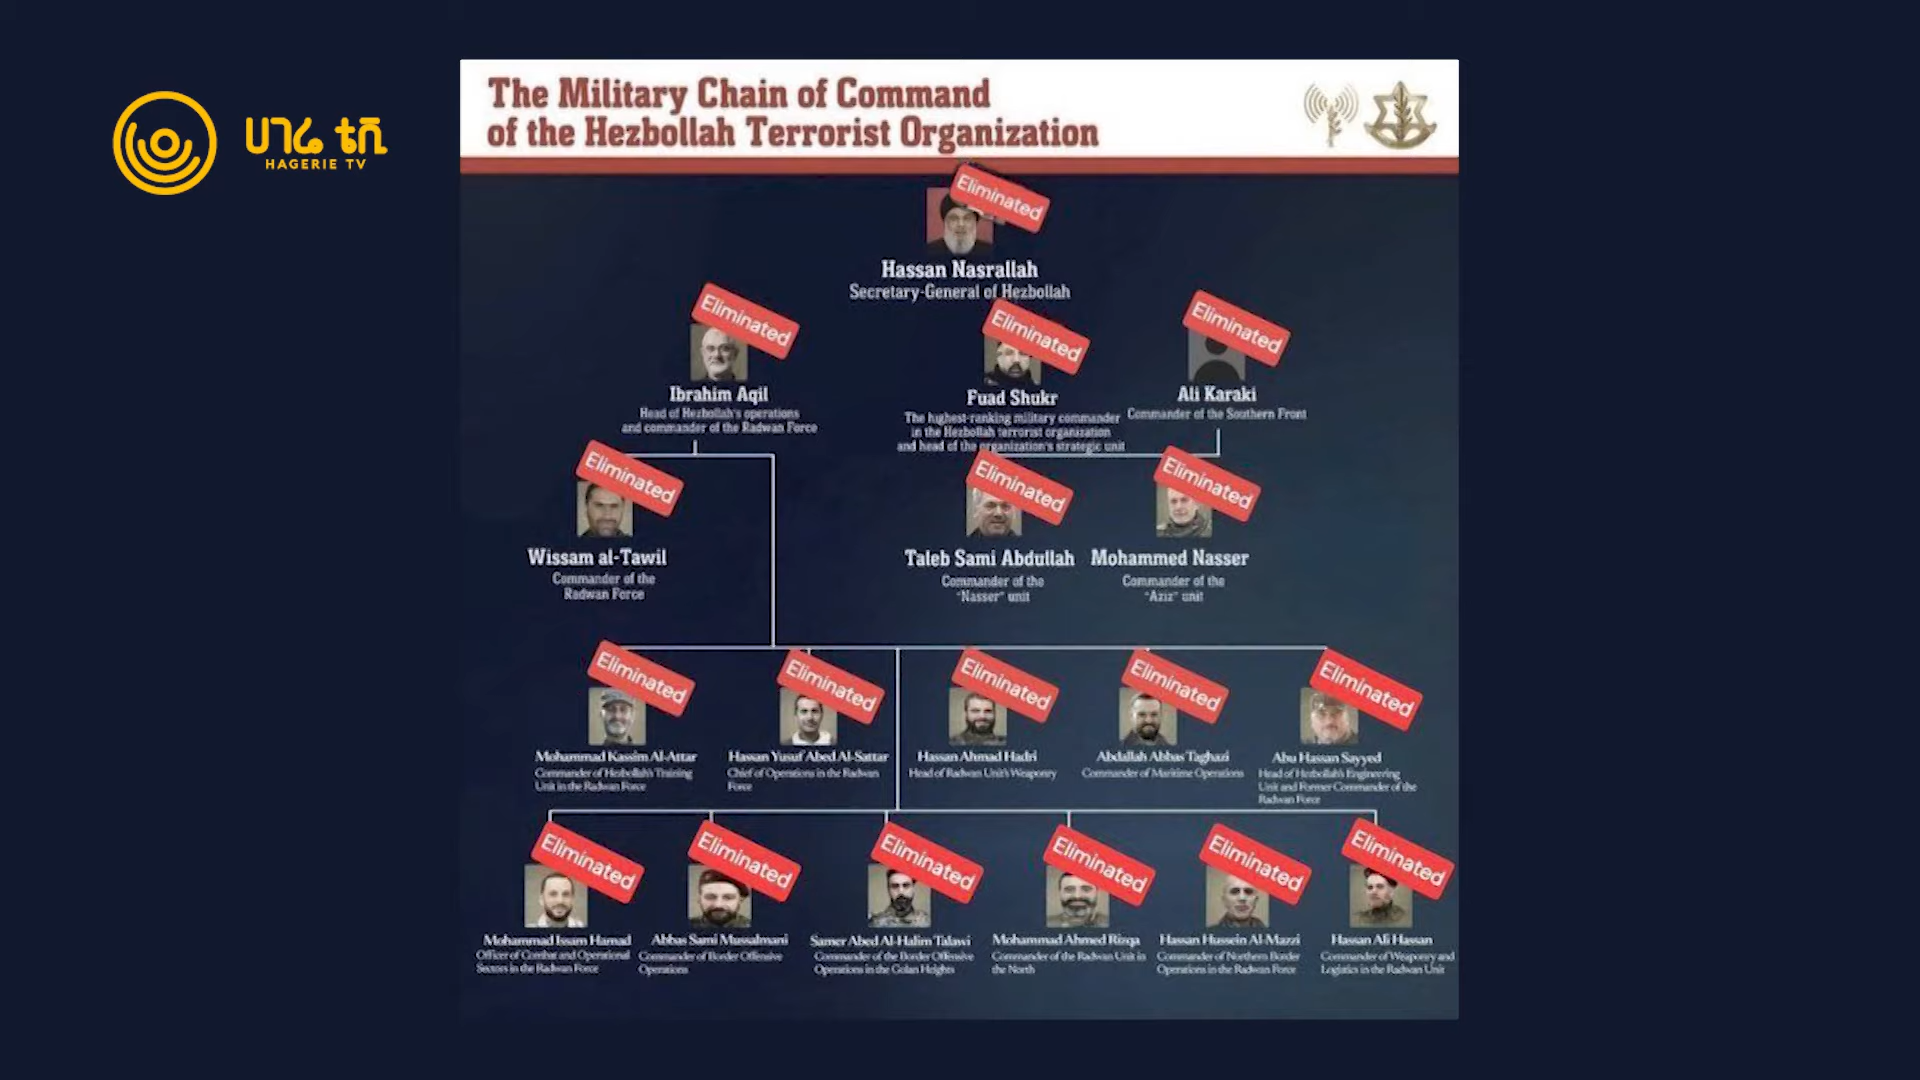 ሀገሬ ቲቪ
HAGERIE TV
The Military Chain of Command
of the Hezbollah Terrorist Organization
Eliminated
Hassan Nasrallah
Secretary-General of Hezbollah
Eliminated
Eliminated
Eliminated
Ibrahim Aqil
Head of Hezbollah's operations
and commander of the Radwan Force
Fuad Shukr
The highest-ranking military commander
in the Hezbollah terrorist organization
and head of the organization's strategic unit
Ali Karaki
Commander of the Southern Front
Eliminated
Eliminated
Eliminated
Wissam al-Tawil
Commander of the
Radwan Force
Taleb Sami Abdullah
Commander of the
"Nasser" unit
Mohammed Nasser
Commander of the
"Aziz" unit
Eliminated
Eliminated
Eliminated
Eliminated
Eliminated
Mohammad Kassim Al-Attar
Commander of Hezbollah's Training
Unit in the Radwan Force
Hassan Yusuf Abed Al-Sattar
Chief of Operations in the Radwan
Force
Hassan Ahmad Hadri
Head of Radwan Unit's Weaponry
Abdallah Abbas Taghazi
Commander of Maritime Operations
Abu Hassan Sayyed
Head of Hezbollah's Engineering
Unit and Former Commander of the
Radwan Force
Eliminated
Eliminated
Eliminated
Eliminated
Eliminated
Eliminated
Mohammad Issam Hamad
Officer of Combat and Operational
Sectors in the Radwan Force
Abbas Sami Mussalmani
Commander of Border Offensive
Operations
Samer Abed Al-Halim Talawi
Commander of the Border Offensive
Operations in the Golan Heights
Mohammad Ahmed Rizqa
Commander of the Radwan Unit in
the North
Hassan Hussein Al-Mazzi
Commander of Northern Border
Operations in the Radwan Force
Hassan Ali Hassan
Commander of Weaponry and
Logistics in the Radwan Unit